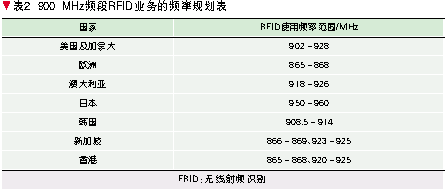 ▼表2 900 MHz频段RFID业务的频率规划表
国家 RFID使用频率范围/MHz
美国及加拿大 902－928
欧洲 865－868
澳大利亚 918－926
日本 950－960
韩国 908.5－914
新加坡 866－869,923－925
香港 865－868,920－925
FRID:无线射频识别